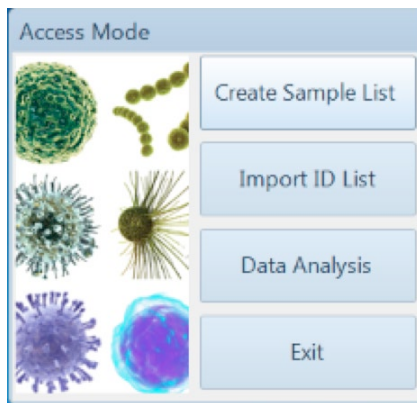 Access Mode
Create Sample List
Import ID List
Data Analysis
Exit